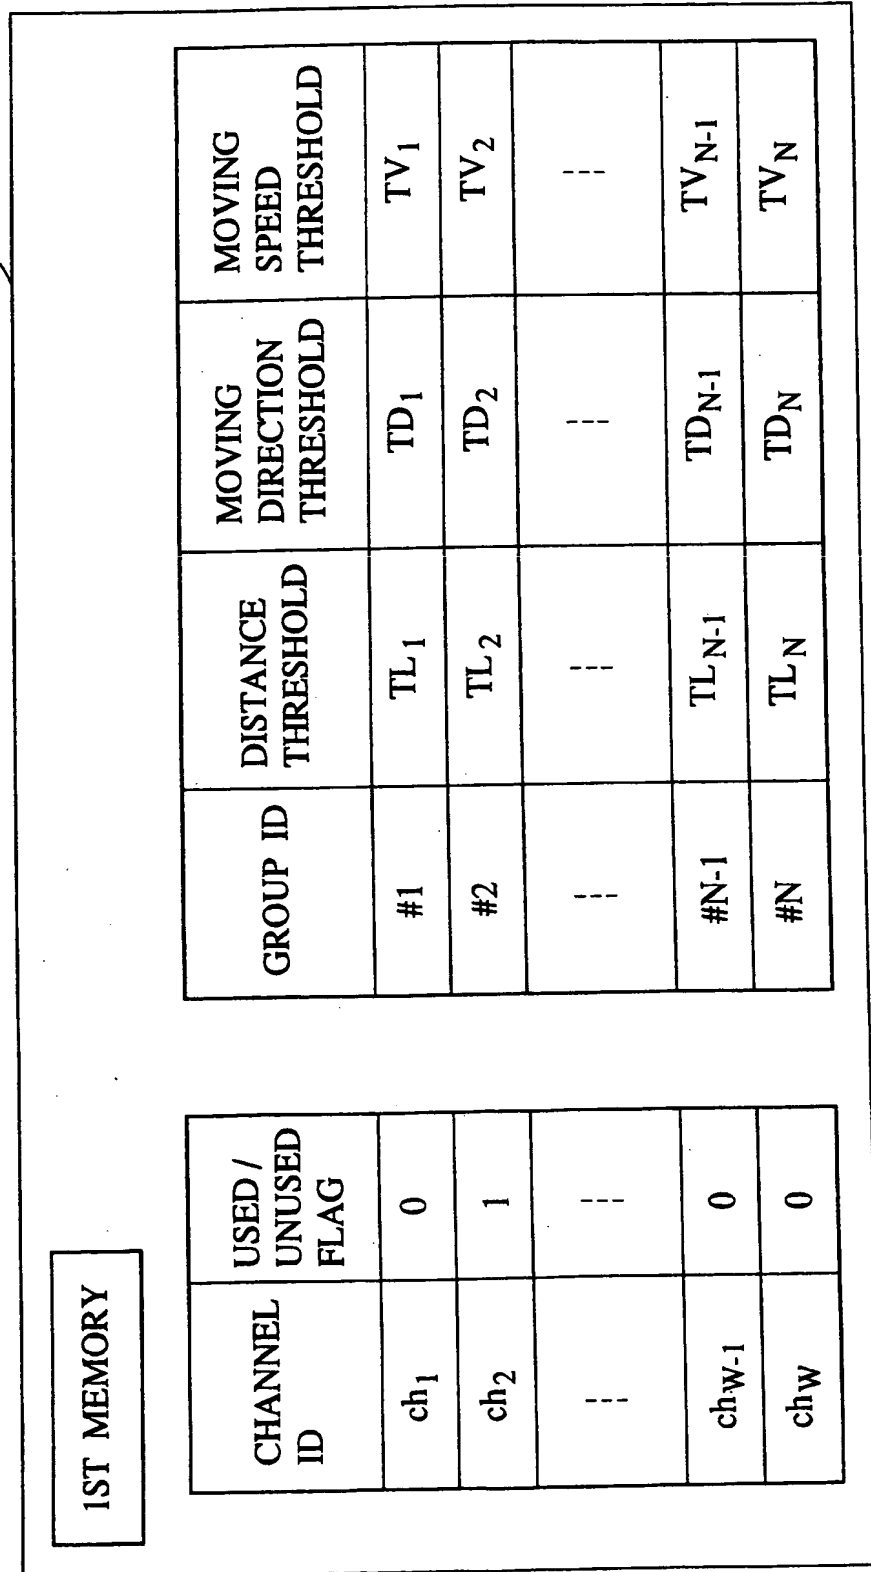 1ST MEMORY
CHANNEL
ID
USED /
UNUSED
FLAG
ch1 0
ch2 1
--- ---
chW-1 0
chW 0
GROUP ID
DISTANCE
THRESHOLD
MOVING
DIRECTION
THRESHOLD
MOVING
SPEED
THRESHOLD
#1 TL1 TD1 TV1
#2 TL2 TD2 TV2
--- --- --- ---
#N-1 TLN-1 TDN-1 TVN-1
#N TLN TDN TVN